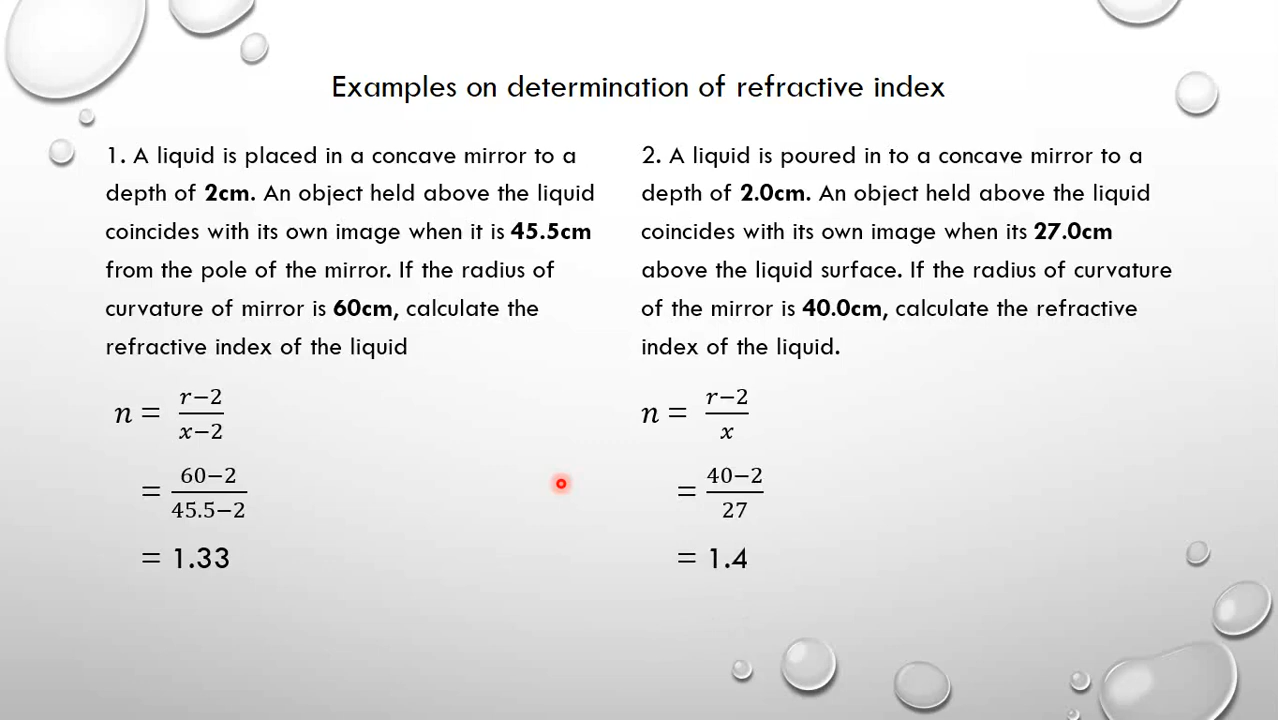 Examples on determination of refractive index
1. A liquid is placed in a concave mirror to a
depth of 2cm. An object held above the liquid
coincides with its own image when it is 45.5cm
from the pole of the mirror. If the radius of
curvature of mirror is 60cm, calculate the
refractive index of the liquid
n = \frac{r−2}{x−2}
= \frac{60−2}{45.5−2}
= 1.33
2. A liquid is poured in to a concave mirror to a
depth of 2.0cm. An object held above the liquid
coincides with its own image when its 27.0cm
above the liquid surface. If the radius of curvature
of the mirror is 40.0cm, calculate the refractive
index of the liquid.
n = \frac{r−2}{x}
= \frac{40−2}{27}
= 1.4